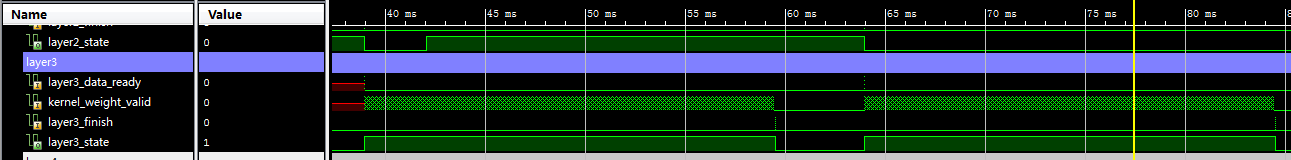 Name Value 40 ms 45 ms 50 ms 55 ms 60 ms 65 ms 70 ms 75 ms 80 ms
layer2_state 0
layer3
layer3_data_ready 0
kernel_weight_valid 0
layer3_finish 0
layer3_state 1